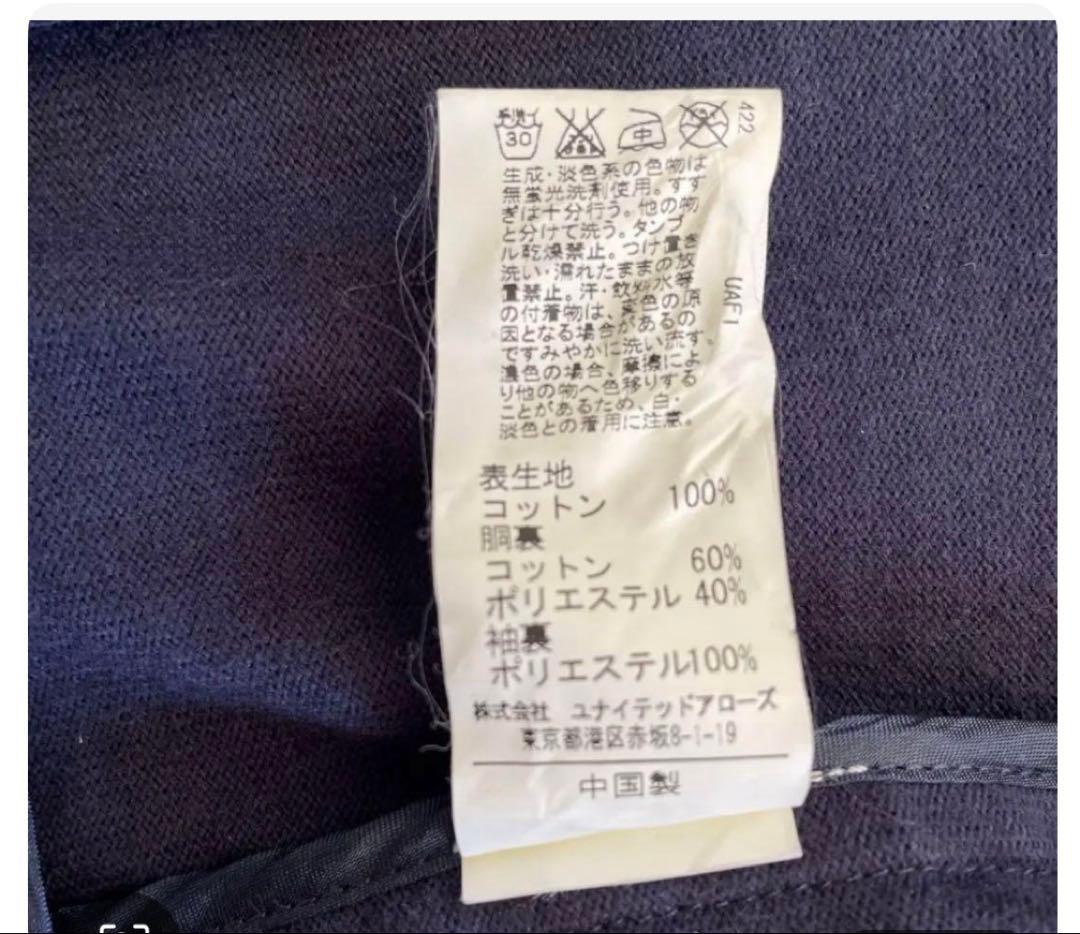 手洗イ
30
中
422
生成・淡色系の色物は
無蛍光洗剤使用。すす
ぎは十分行う。他の物
と分けて洗う。タンブ
ル乾燥禁止。つけ置き
洗い・濡れたままの放
置禁止。汗・飲炒水等
の付着物は、変色の原
因となる場合があるの
ですみやかに洗い流す。
濃色の場合、摩擦によ
り他の物へ色移りする
ことがあるため、白・
淡色との着用に注意。
UAF1
表生地
コットン 100%
胴裏
コットン 60%
ポリエステル 40%
袖裏
ポリエステル100%
株式会社 ユナイテッドアローズ
東京都港区赤坂8-1-19
中国製